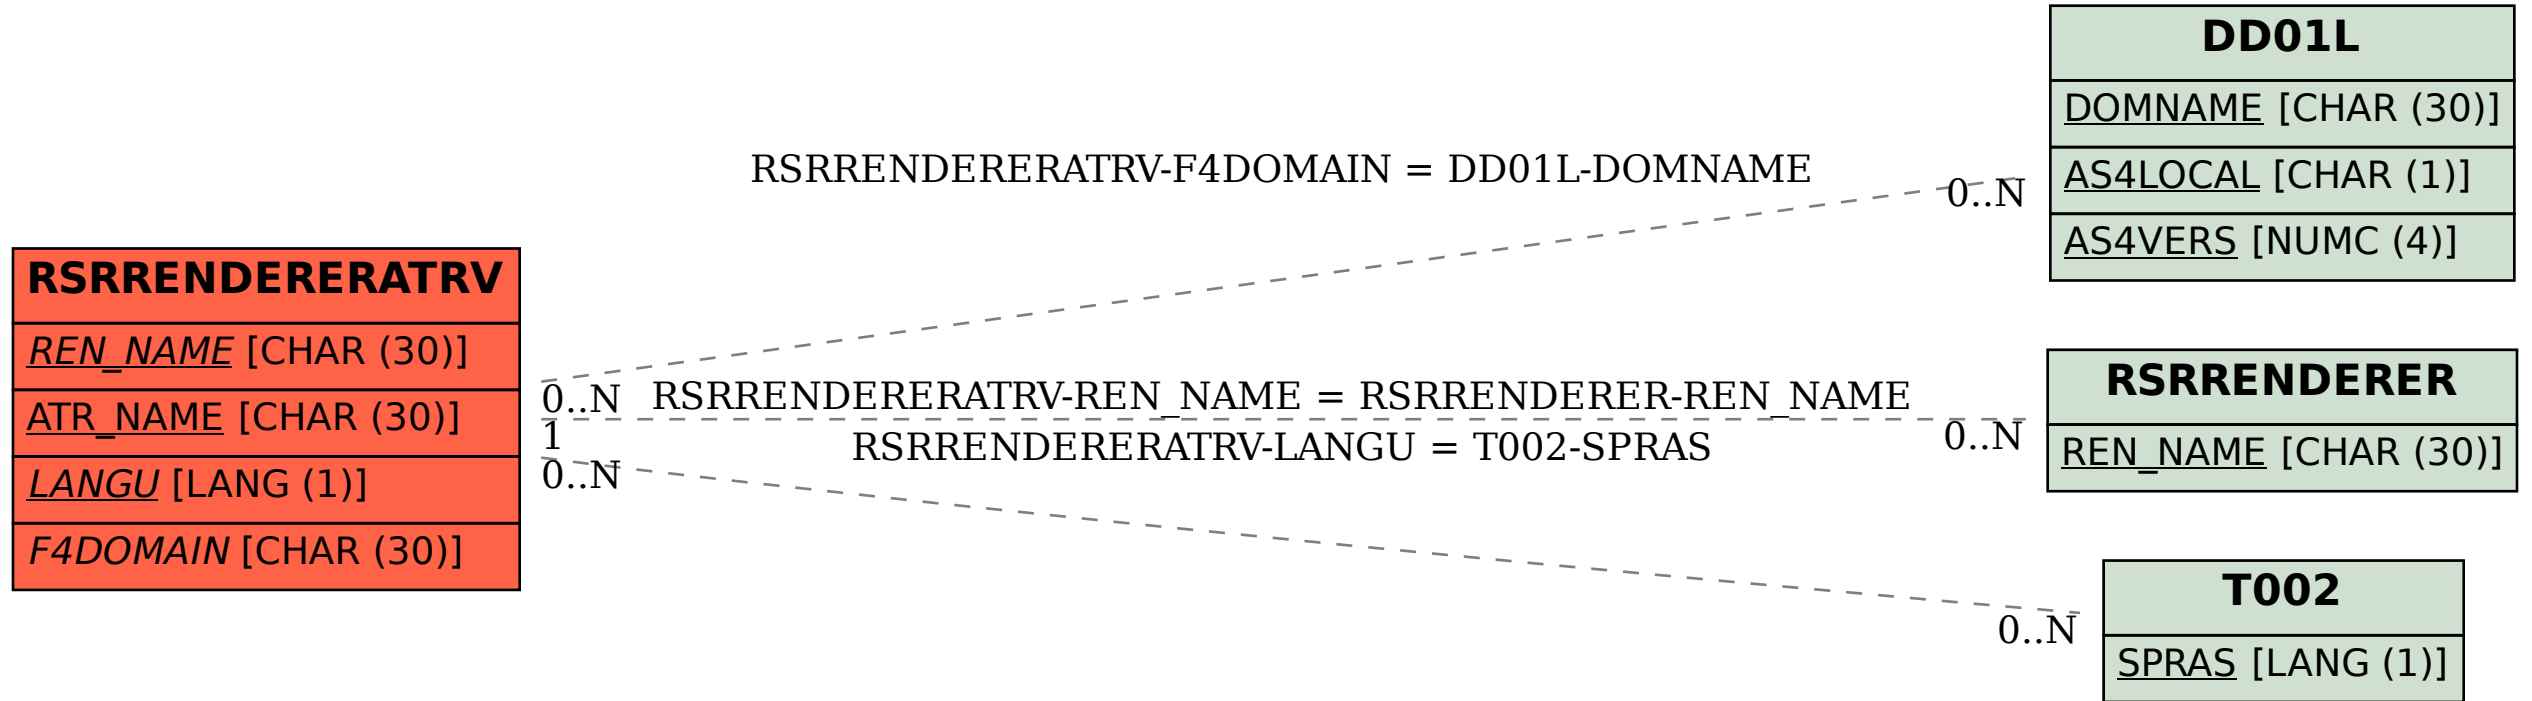 RSRRENDERERATRV
REN_NAME [CHAR (30)]
ATR_NAME [CHAR (30)]
LANGU [LANG (1)]
F4DOMAIN [CHAR (30)]
RSRRENDERERATRV-F4DOMAIN = DD01L-DOMNAME
0..N
0..N
RSRRENDERERATRV-REN_NAME = RSRRENDERER-REN_NAME
1
0..N
RSRRENDERERATRV-LANGU = T002-SPRAS
0..N
0..N
DD01L
DOMNAME [CHAR (30)]
AS4LOCAL [CHAR (1)]
AS4VERS [NUMC (4)]
RSRRENDERER
REN_NAME [CHAR (30)]
T002
SPRAS [LANG (1)]